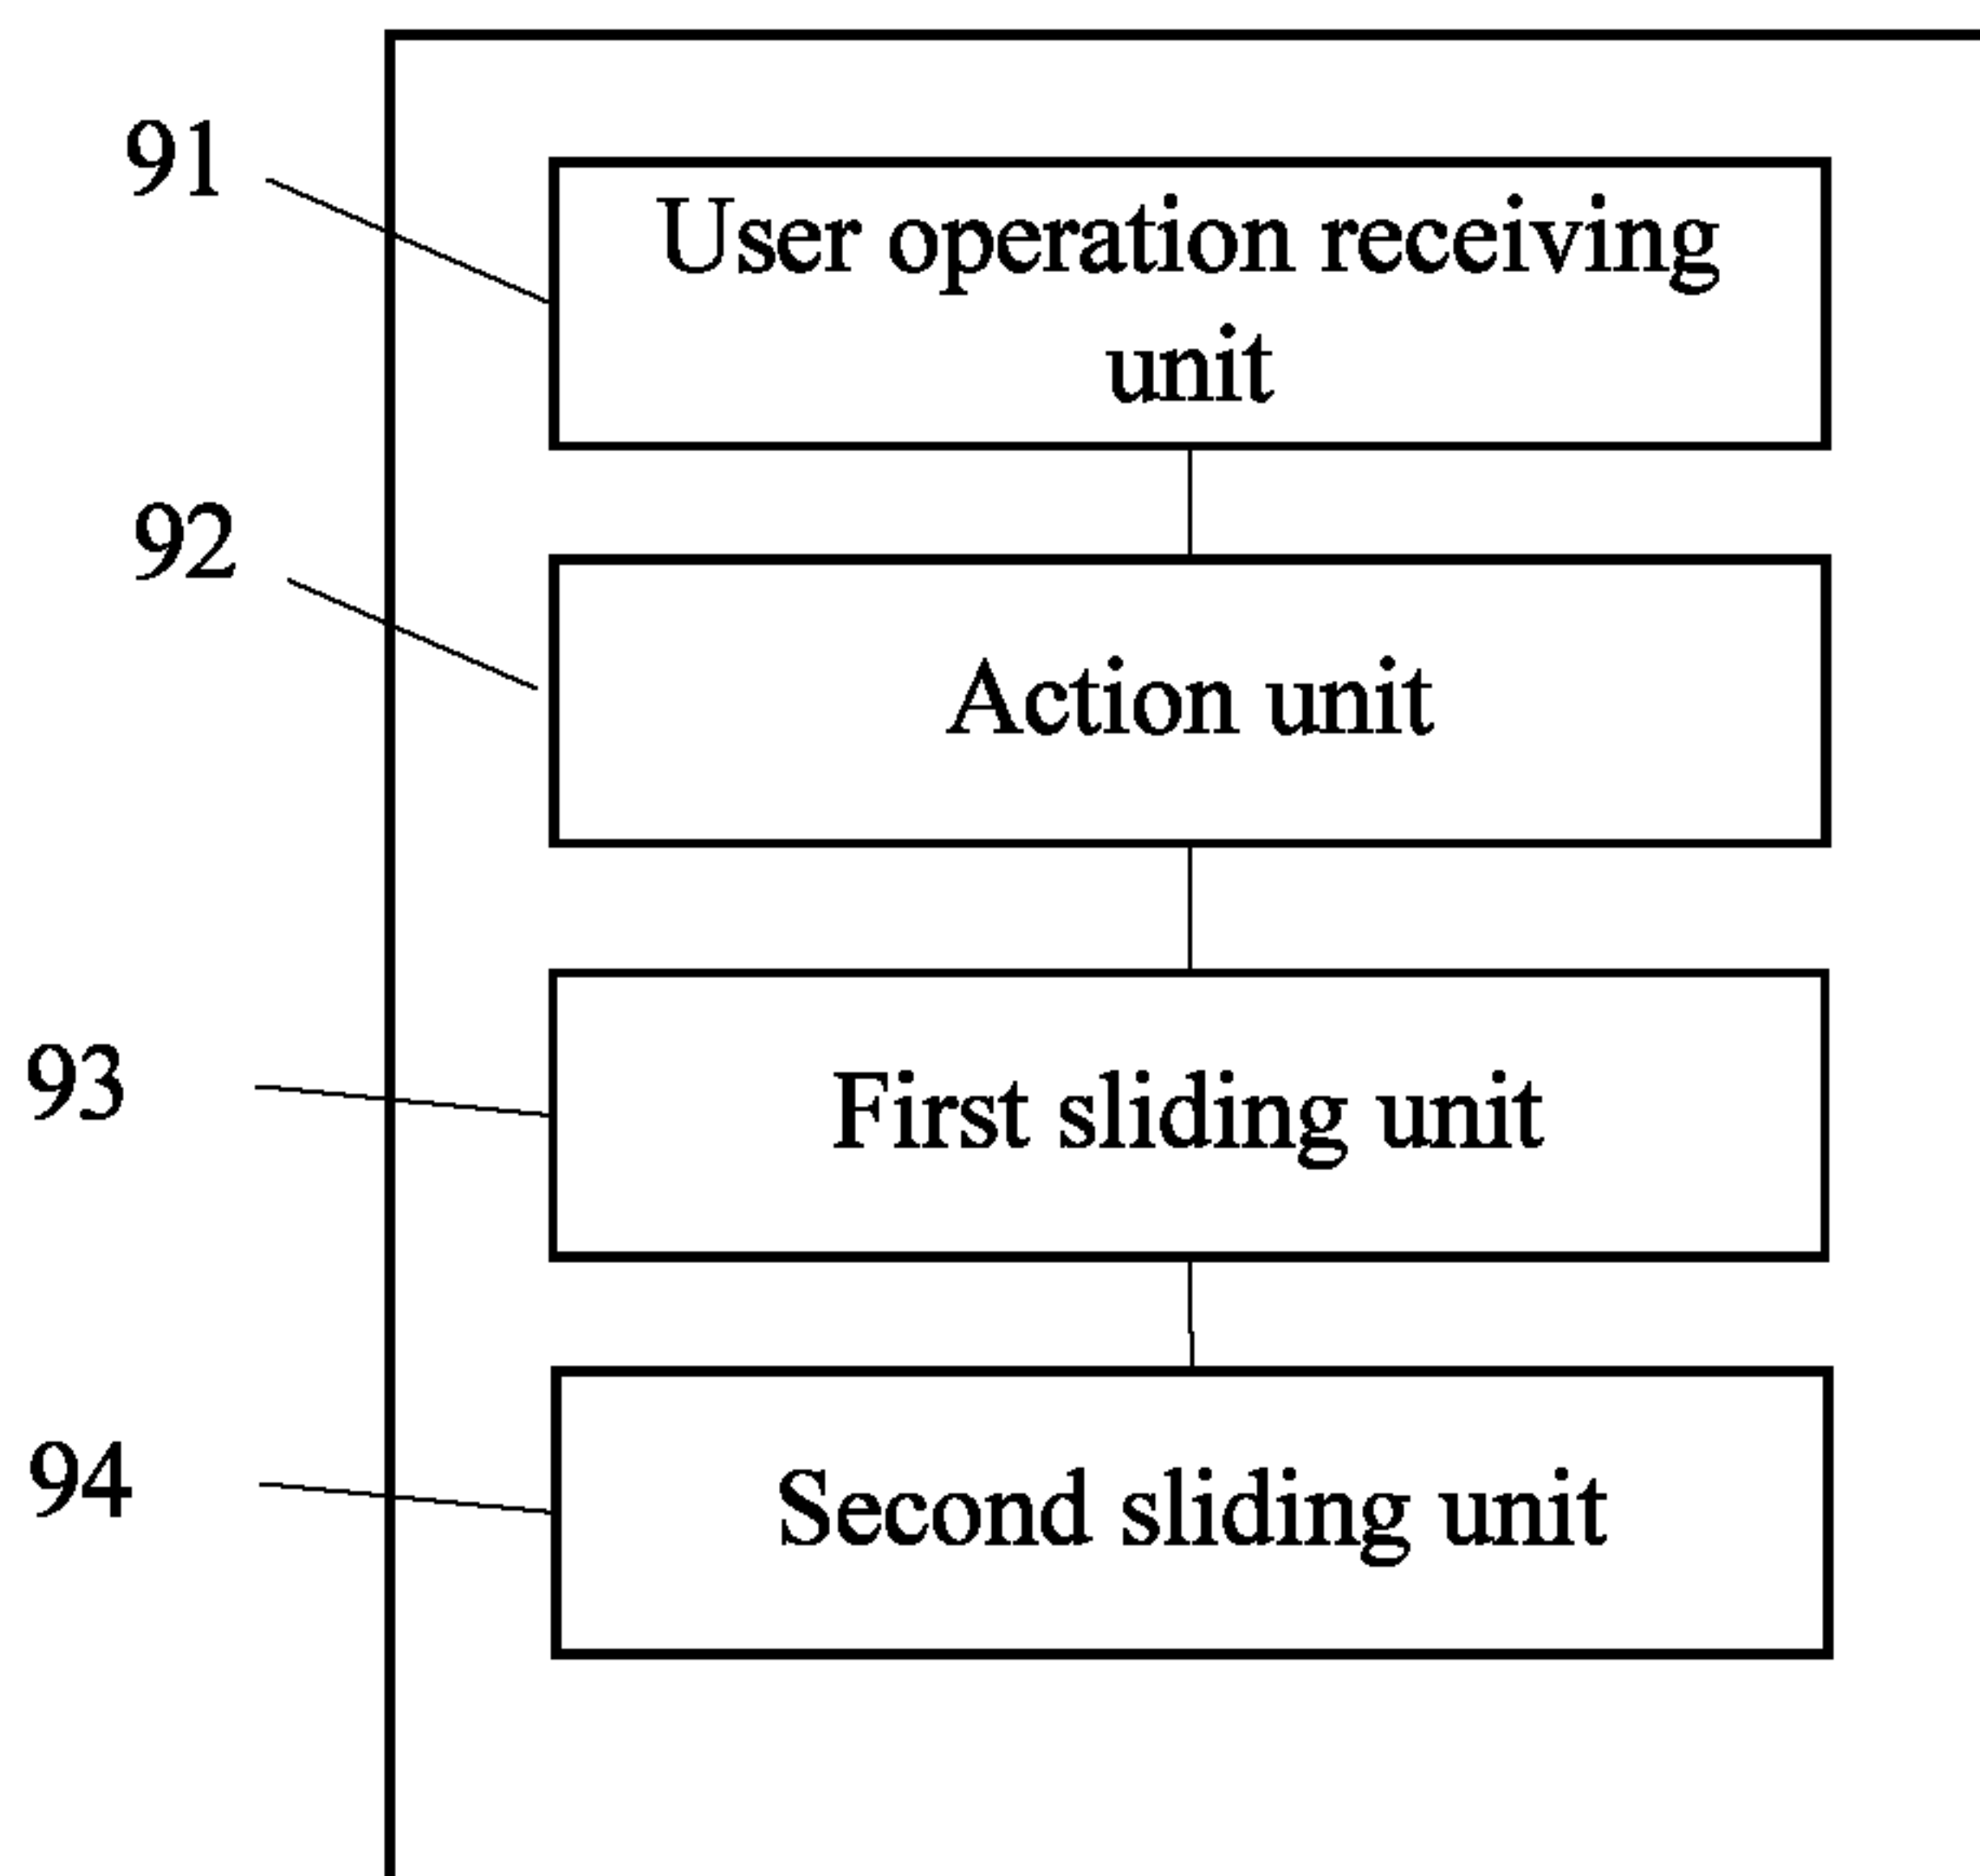 91
User operation receiving
unit
92
Action unit
93
First sliding unit
94
Second sliding unit